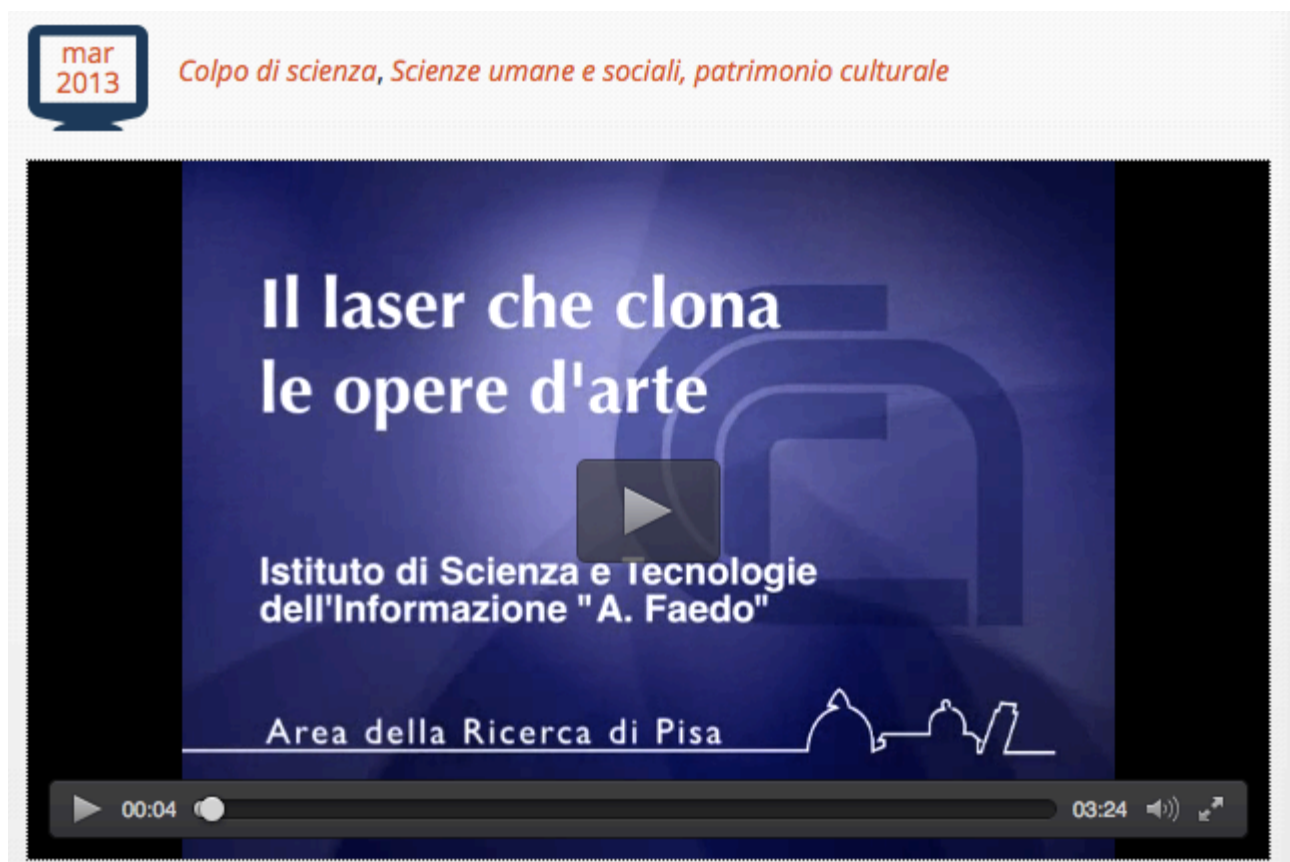 mar
2013
Colpo di scienza, Scienze umane e sociali, patrimonio culturale
Il laser che clona
le opere d'arte
Istituto di Scienza e Tecnologie
dell'Informazione "A. Faedo"
Area della Ricerca di Pisa
00:04
03:24